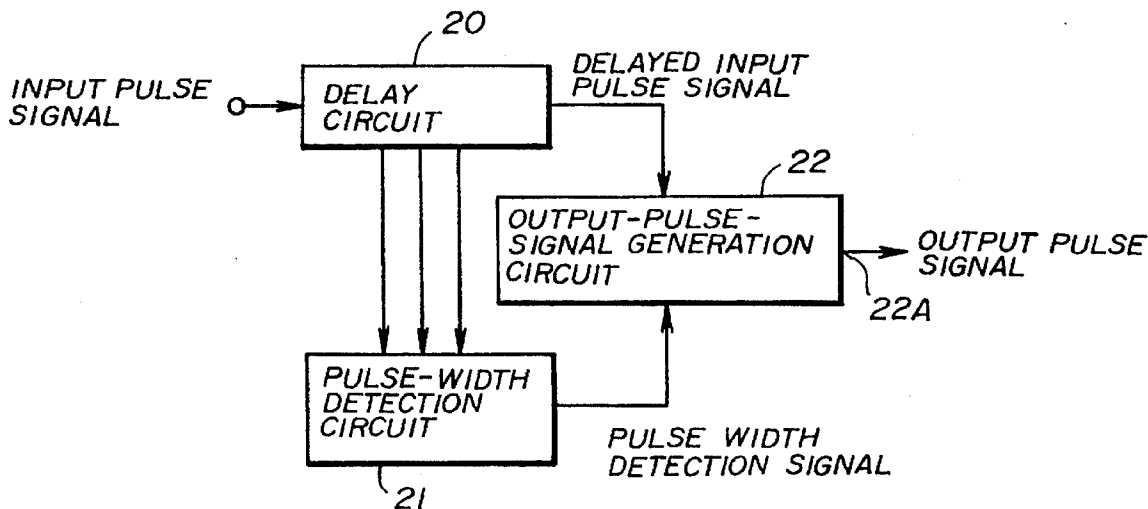 20
INPUT PULSE
SIGNAL
DELAY
CIRCUIT
DELAYED INPUT
PULSE SIGNAL
22
OUTPUT-PULSE-
SIGNAL GENERATION
CIRCUIT
OUTPUT PULSE
SIGNAL
22A
PULSE-WIDTH
DETECTION
CIRCUIT
PULSE WIDTH
DETECTION SIGNAL
21